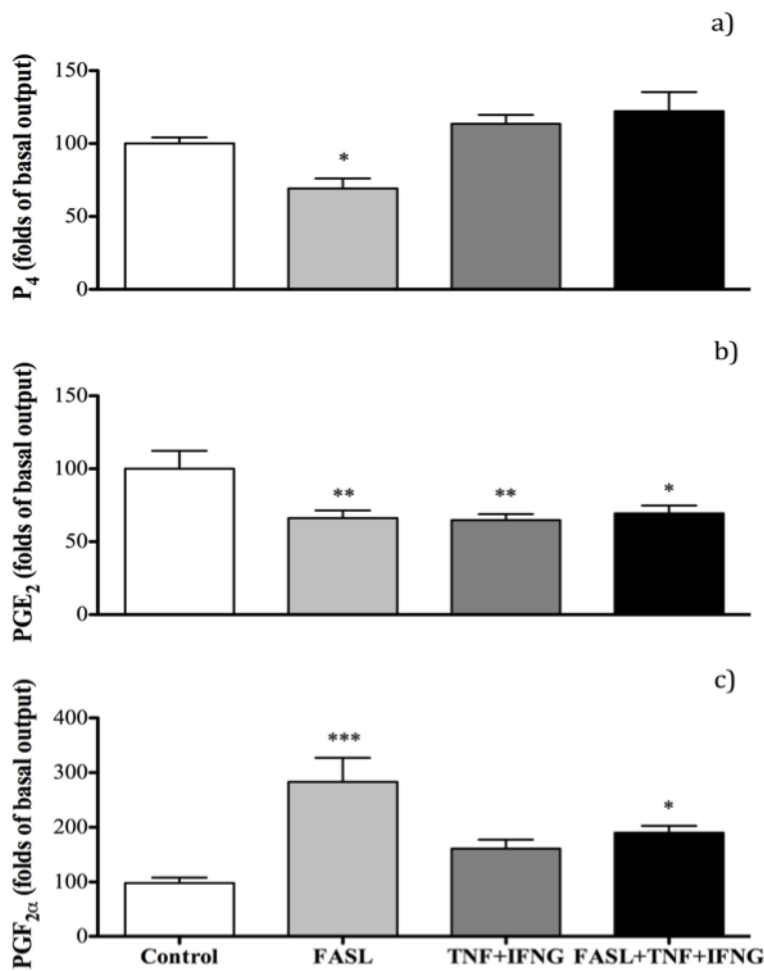 a)
P4 (folds of basal output)
150
100
50
0
*
b)
PGE2 (folds of basal output)
150
100
50
0
**
**
*
c)
PGF2α (folds of basal output)
400
300
200
100
0
***
*
Control FASL TNF+IFNG FASL+TNF+IFNG